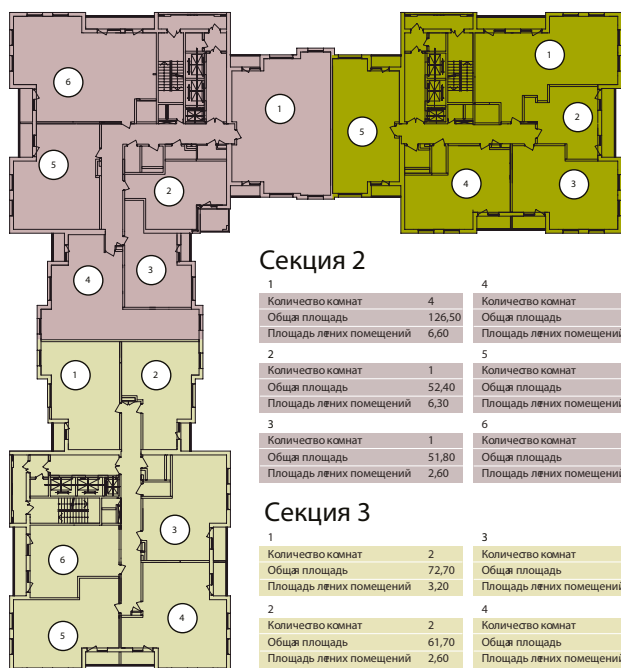 6
1
1
5
2
5
2
4
3
4
3
1
2
3
6
4
5
Секция 2
1
Количество комнат 4
Общая площадь 126,50
Площадь летних помещений 6,60
2
Количество комнат 1
Общая площадь 52,40
Площадь летних помещений 6,30
3
Количество комнат 1
Общая площадь 51,80
Площадь летних помещений 2,60
4
Количество комнат
Общая площадь
Площадь летних помещений
5
Количество комнат
Общая площадь
Площадь летних помещений
6
Количество комнат
Общая площадь
Площадь летних помещений
Секция 3
1
Количество комнат 2
Общая площадь 72,70
Площадь летних помещений 3,20
2
Количество комнат 2
Общая площадь 61,70
Площадь летних помещений 2,60
3
Количество комнат
Общая площадь
Площадь летних помещений
4
Количество комнат
Общая площадь
Площадь летних помещений